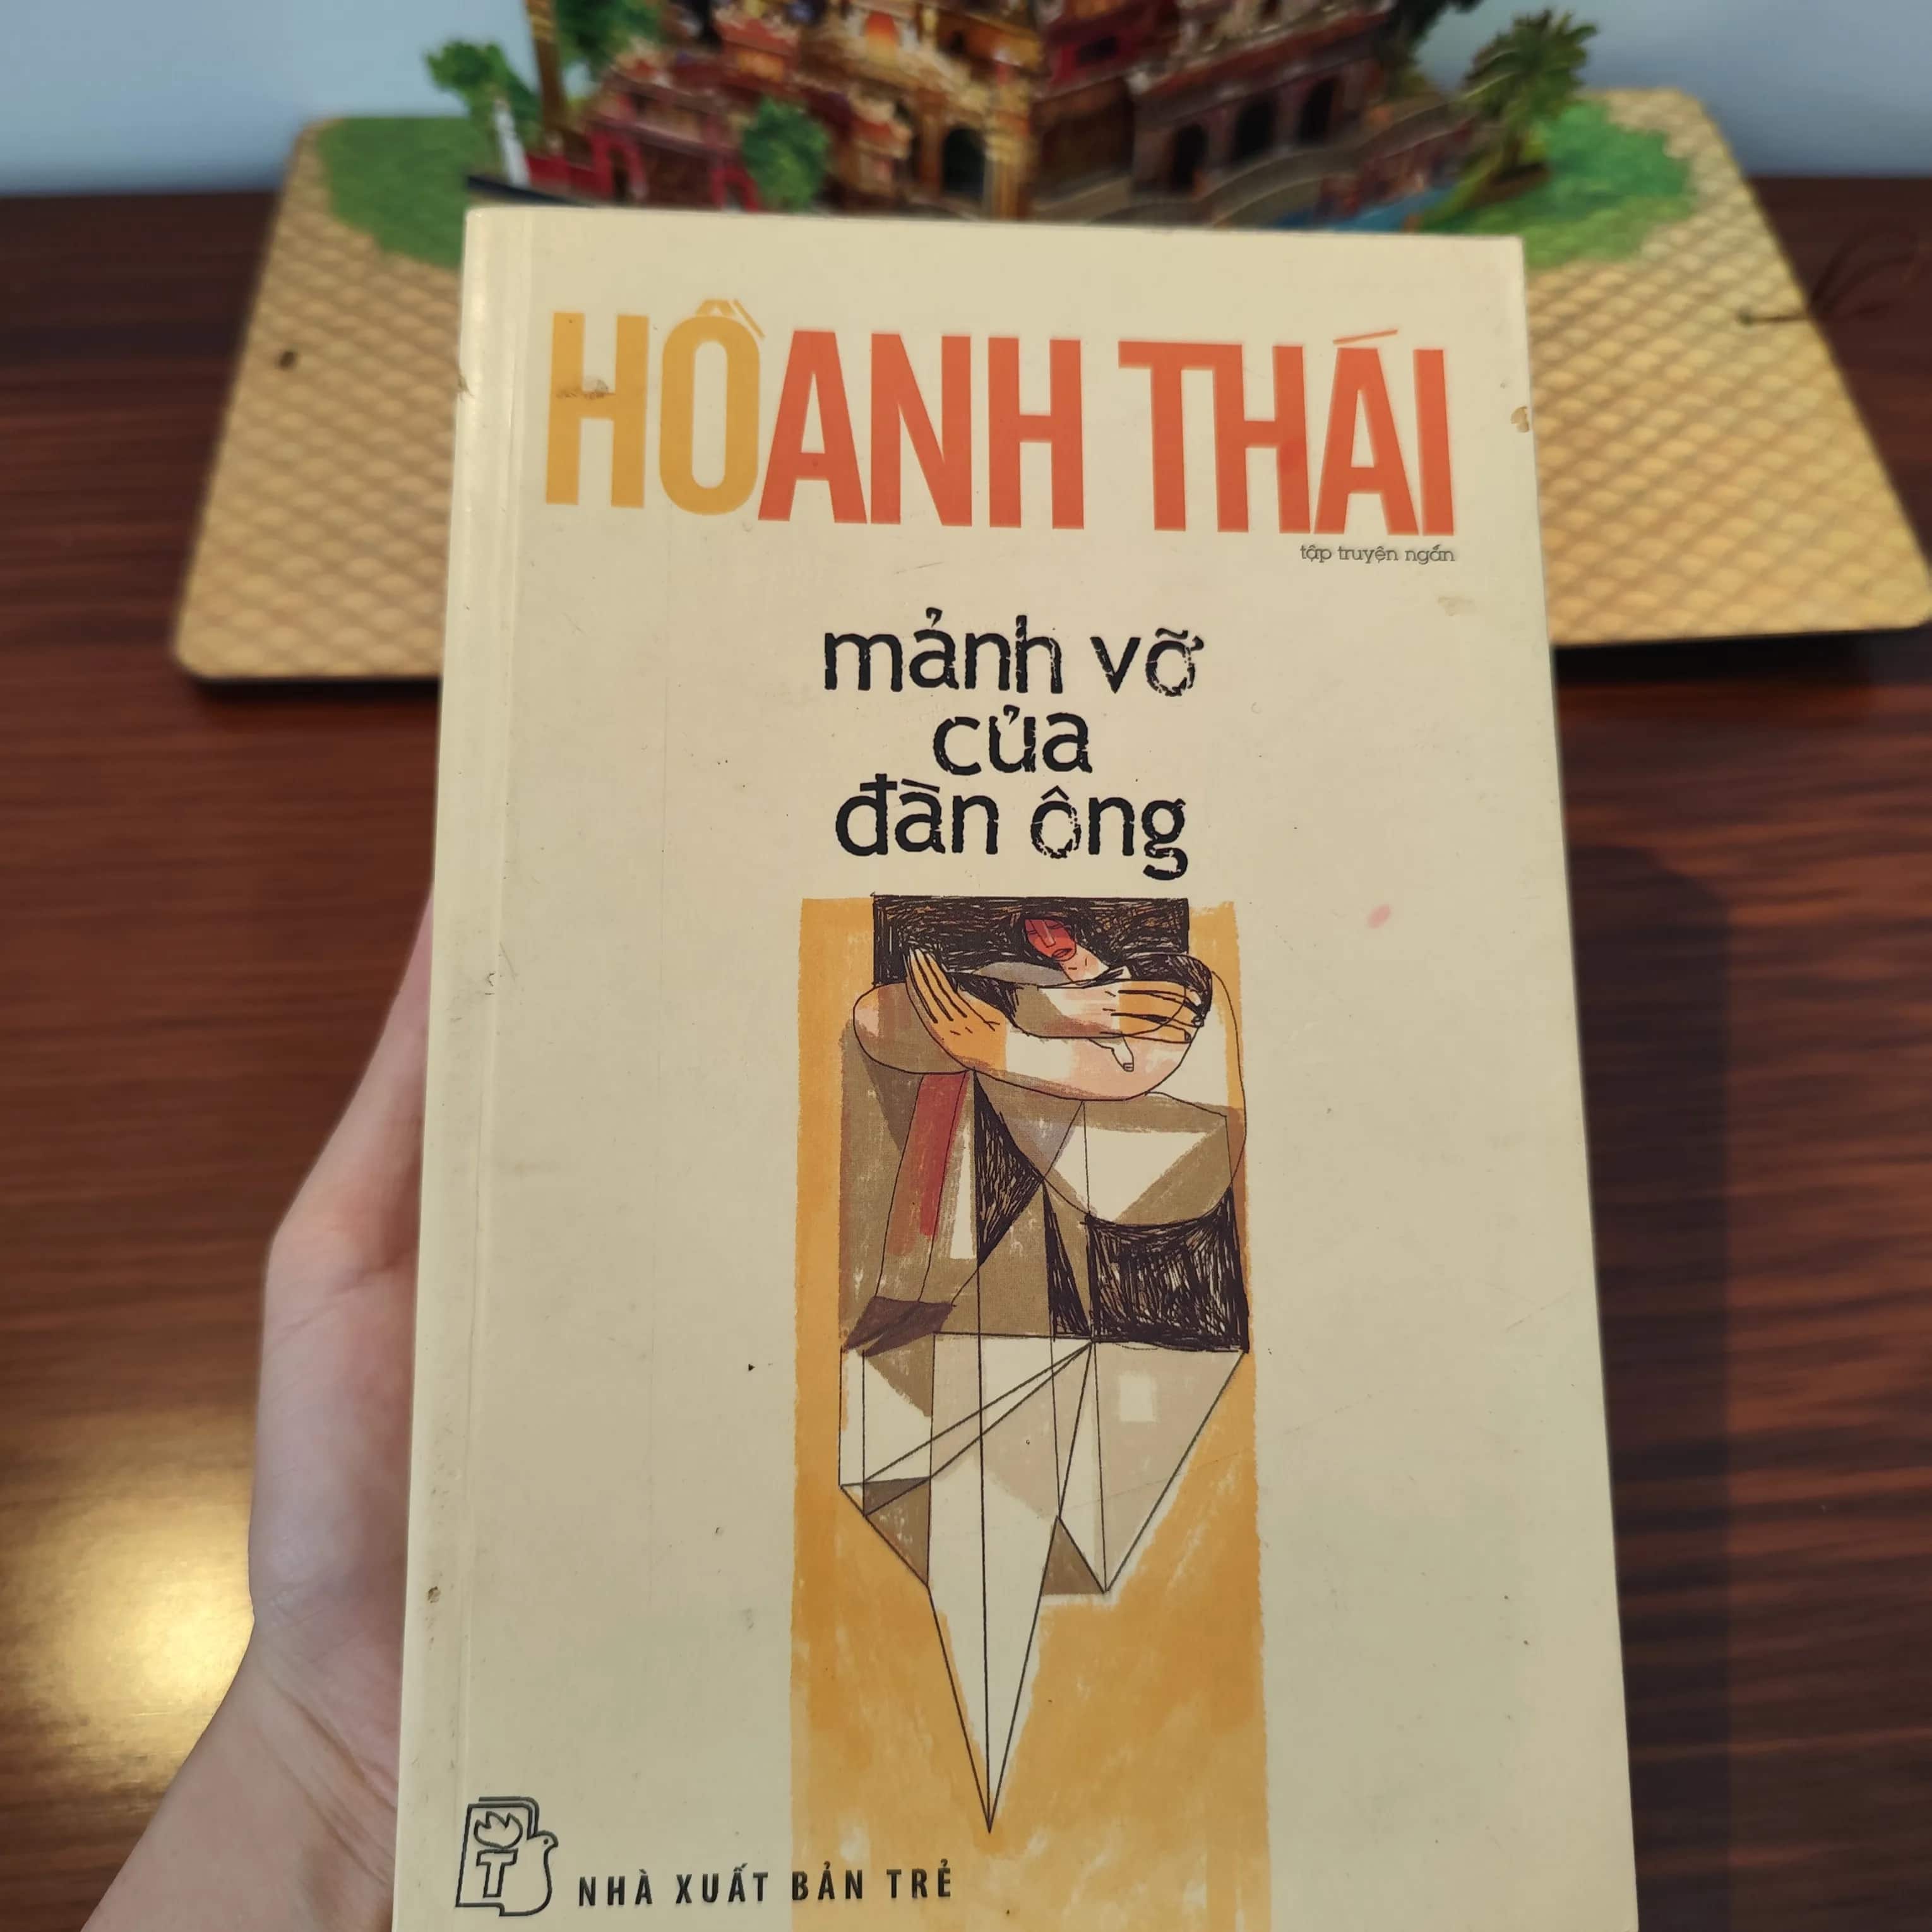 HỒ ANH THÁI
tập truyện ngắn
mảnh vỡ
của
đàn ông
T
NHÀ XUẤT BẢN TRẺ